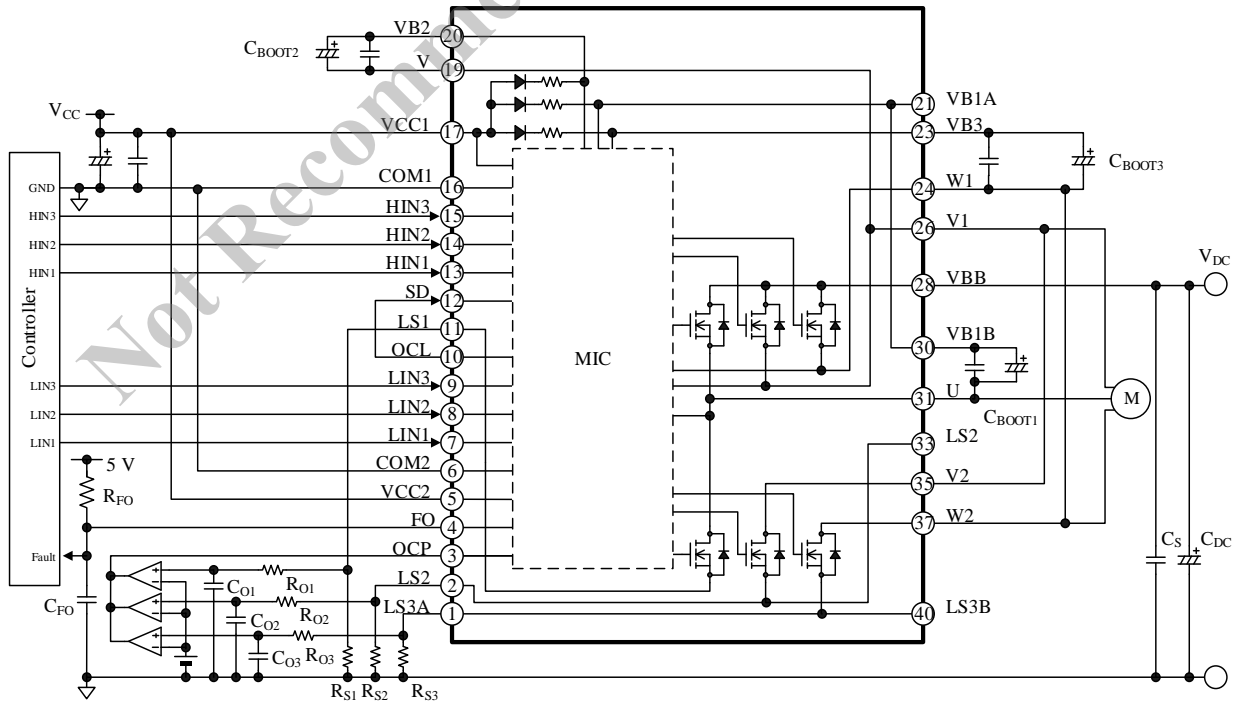 Not Recomm
VB2
20
C_BOOT2
V
19
V_CC
VCC1
17
21
VB1A
23
VB3
C_BOOT3
GND
COM1
16
24
W1
HIN3
HIN3
15
26
V1
HIN2
HIN2
14
HIN1
HIN1
13
28
VBB
V_DC
SD
12
Controller
LS1
11
MIC
30
VB1B
OCL
10
LIN3
LIN3
9
31
U
M
C_BOOT1
LIN2
LIN2
8
LIN1
LIN1
7
33
LS2
5 V
COM2
6
35
V2
R_FO
VCC2
5
37
W2
FO
4
C_S
C_DC
Fault
OCP
3
C_FO
C_O1
R_O1
LS2
2
C_O2
R_O2
LS3A
1
40
LS3B
C_O3
R_O3
R_S1
R_S2
R_S3